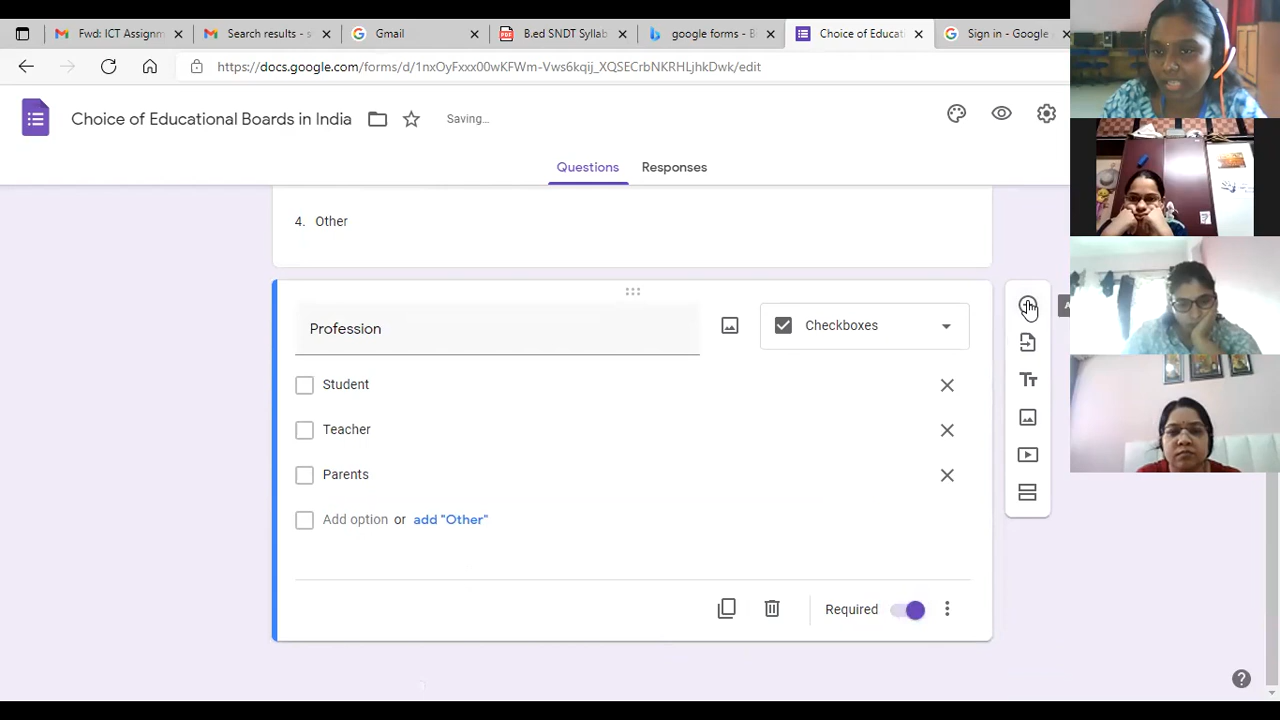 Fwd: ICT Assignm
Search results - s
Gmail
B.ed SNDT Syllab
google forms - B
Choice of Educati
Sign in - Google
https://docs.google.com/forms/d/1nxOyFxxx00wKFWm-Vws6kqij_XQSECrbNKRHLjhkDwk/edit
Choice of Educational Boards in India
Saving...
Questions
Responses
4. Other
Profession
Checkboxes
Student
Teacher
Parents
Add option or add "Other"
Required